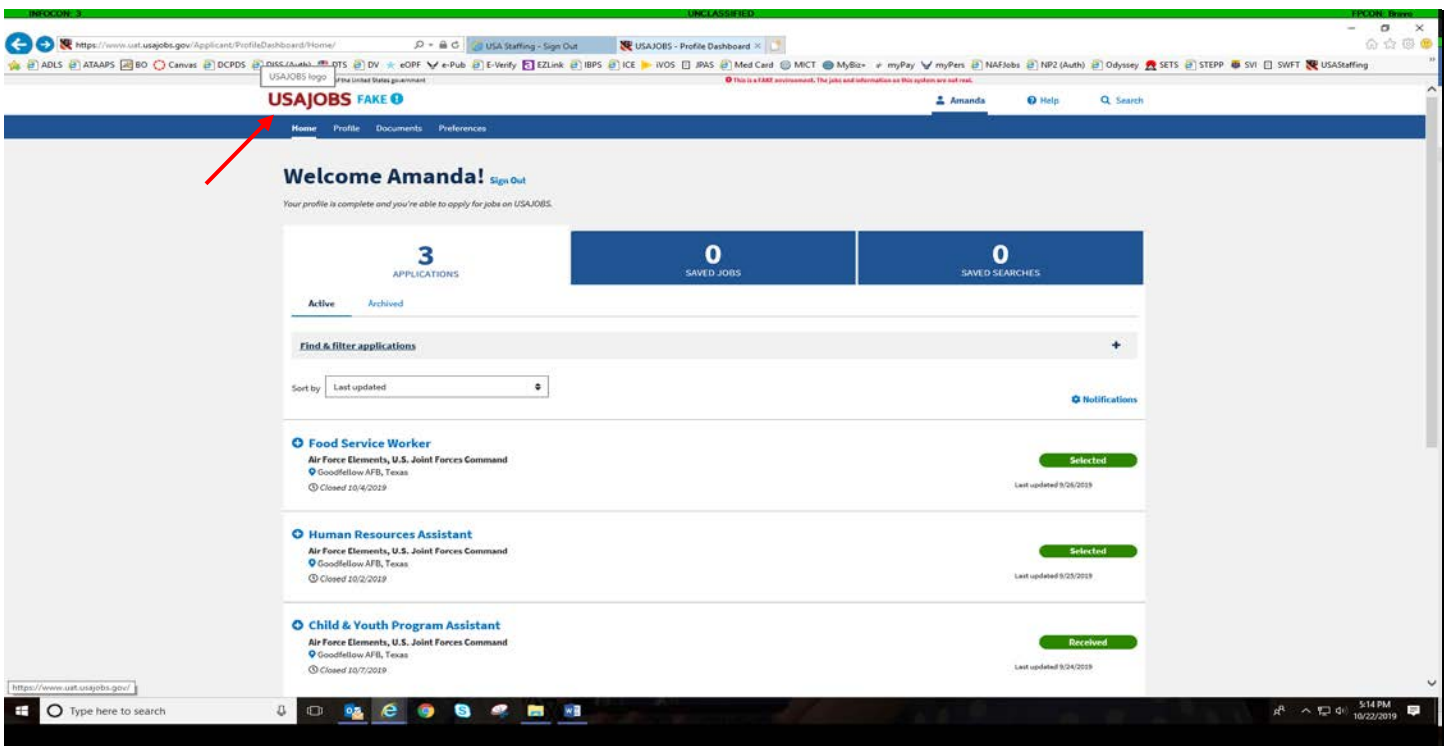 INFOCON: 3 UNCLASSIFIED FPCON: Bravo
https://www.uat.usajobs.gov/Applicant/ProfileDashboard/Home/ USA Staffing - Sign Out USAJOBS - Profile Dashboard
ADLS ATAAPS BO Canvas DCPDS DISS (Auth) DTS DV eOPF e-Pub E-Verify EZLink IBPS ICE IVOS JPAS Med Card MICT MyBiz+ myPay myPers NAFJobs NP2 (Auth) Odyssey SETS STEPP SVI SWFT USAStaffing
USAJOBS logo of the United States government This is a FAKE environment. The jobs and information on this system are not real.
USAJOBS FAKE Amanda Help Search
Home Profile Documents Preferences
Welcome Amanda! Sign Out
Your profile is complete and you're able to apply for jobs on USAJOBS.
3 0 0
APPLICATIONS SAVED JOBS SAVED SEARCHES
Active Archived
Find & filter applications +
Sort by Last updated
Notifications
Food Service Worker
Air Force Elements, U.S. Joint Forces Command Selected
Goodfellow AFB, Texas
Closed 10/4/2019 Last updated 9/26/2019
Human Resources Assistant
Air Force Elements, U.S. Joint Forces Command Selected
Goodfellow AFB, Texas
Closed 10/2/2019 Last updated 9/25/2019
Child & Youth Program Assistant
Air Force Elements, U.S. Joint Forces Command Received
Goodfellow AFB, Texas
Closed 10/7/2019 Last updated 9/24/2019
https://www.uat.usajobs.gov/
Type here to search 5:14 PM
10/22/2019